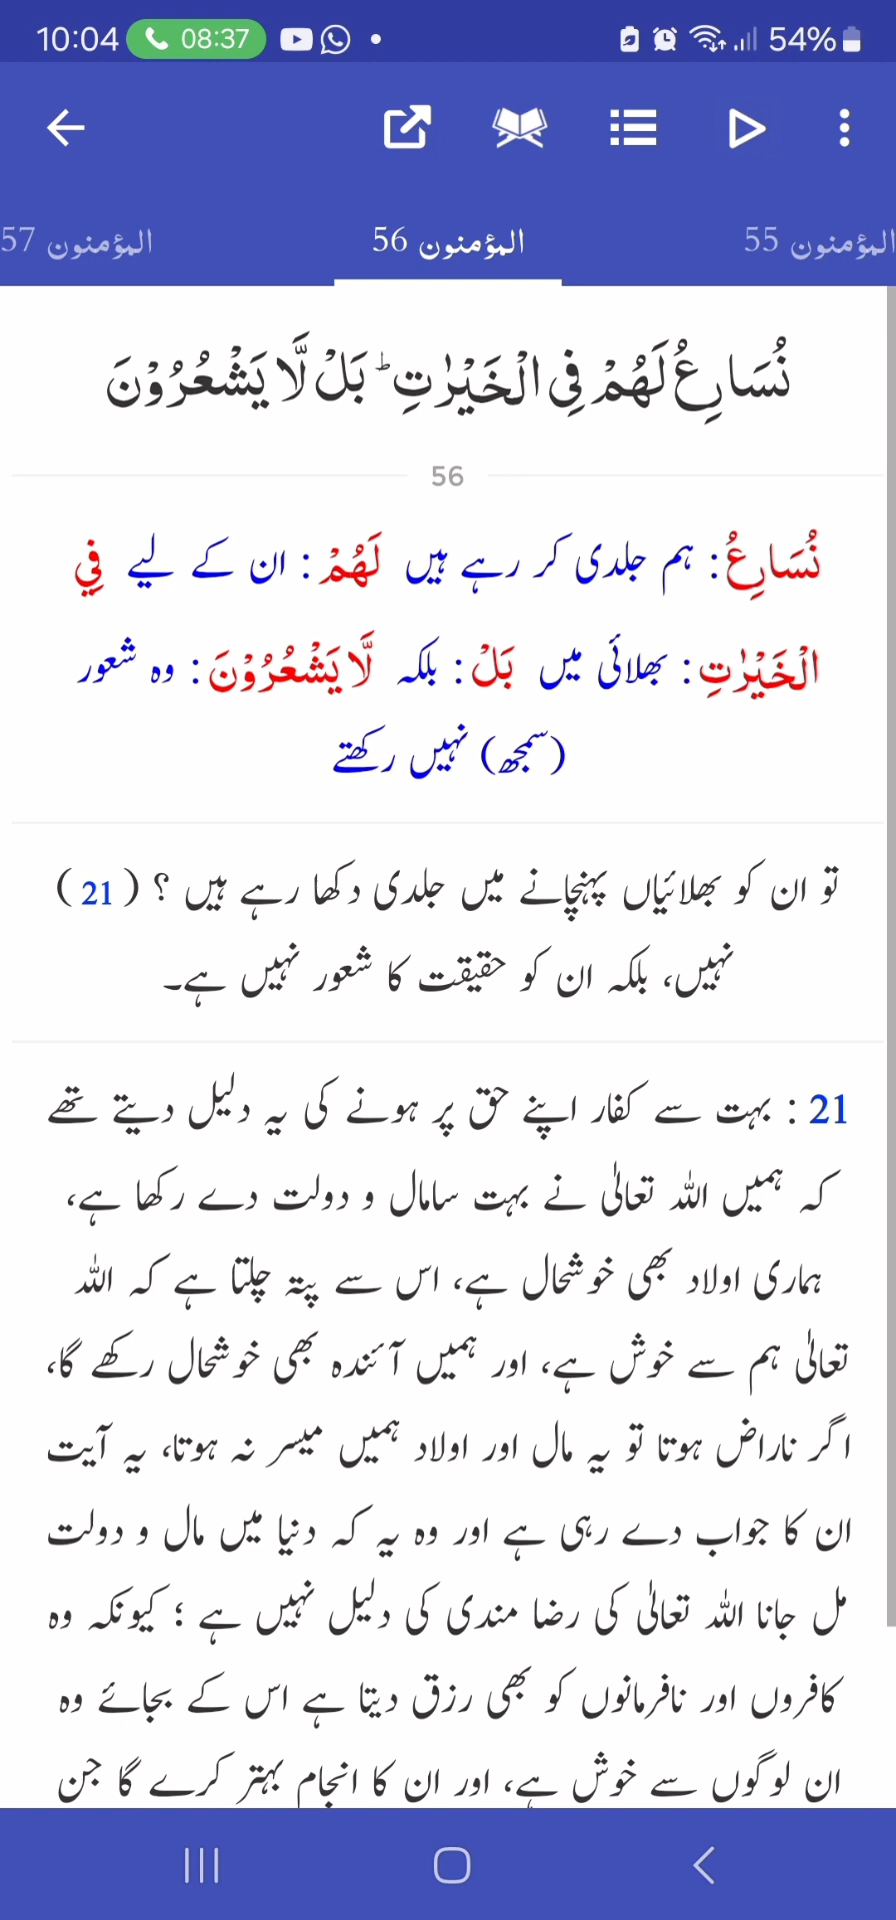 10:04 08:37 54%
المؤمنون 55 المؤمنون 56 المؤمنون 57
نُسَارِعُ لَهُمْ فِی الْخَیْرٰتِ ؕ بَلْ لَّا یَشْعُرُوْنَ
56
نُسَارِعُ : ہم جلدی کر رہے ہیں لَهُمْ : ان کے لیے فِي
الْخَیْرٰتِ : بھلائی میں بَلْ : بلکہ لَّا یَشْعُرُوْنَ : وہ شعور
(سمجھ) نہیں رکھتے
تو ان کو بھلائیاں پہنچانے میں جلدی دکھا رہے ہیں ؟ ( 21 )
نہیں، بلکہ ان کو حقیقت کا شعور نہیں ہے۔
21 : بہت سے کفار اپنے حق پر ہونے کی یہ دلیل دیتے تھے
کہ ہمیں اللہ تعالیٰ نے بہت سامال و دولت دے رکھا ہے،
ہماری اولاد بھی خوشحال ہے، اس سے پتہ چلتا ہے کہ اللہ
تعالیٰ ہم سے خوش ہے، اور ہمیں آئندہ بھی خوشحال رکھے گا،
اگر ناراض ہوتا تو یہ مال اور اولاد ہمیں میسر نہ ہوتا، یہ آیت
ان کا جواب دے رہی ہے اور وہ یہ کہ دنیا میں مال و دولت
مل جانا اللہ تعالیٰ کی رضا مندی کی دلیل نہیں ہے ؛ کیونکہ وہ
کافروں اور نافرمانوں کو بھی رزق دیتا ہے اس کے بجائے وہ
ان لوگوں سے خوش ہے، اور ان کا انجام بہتر کرے گا جن